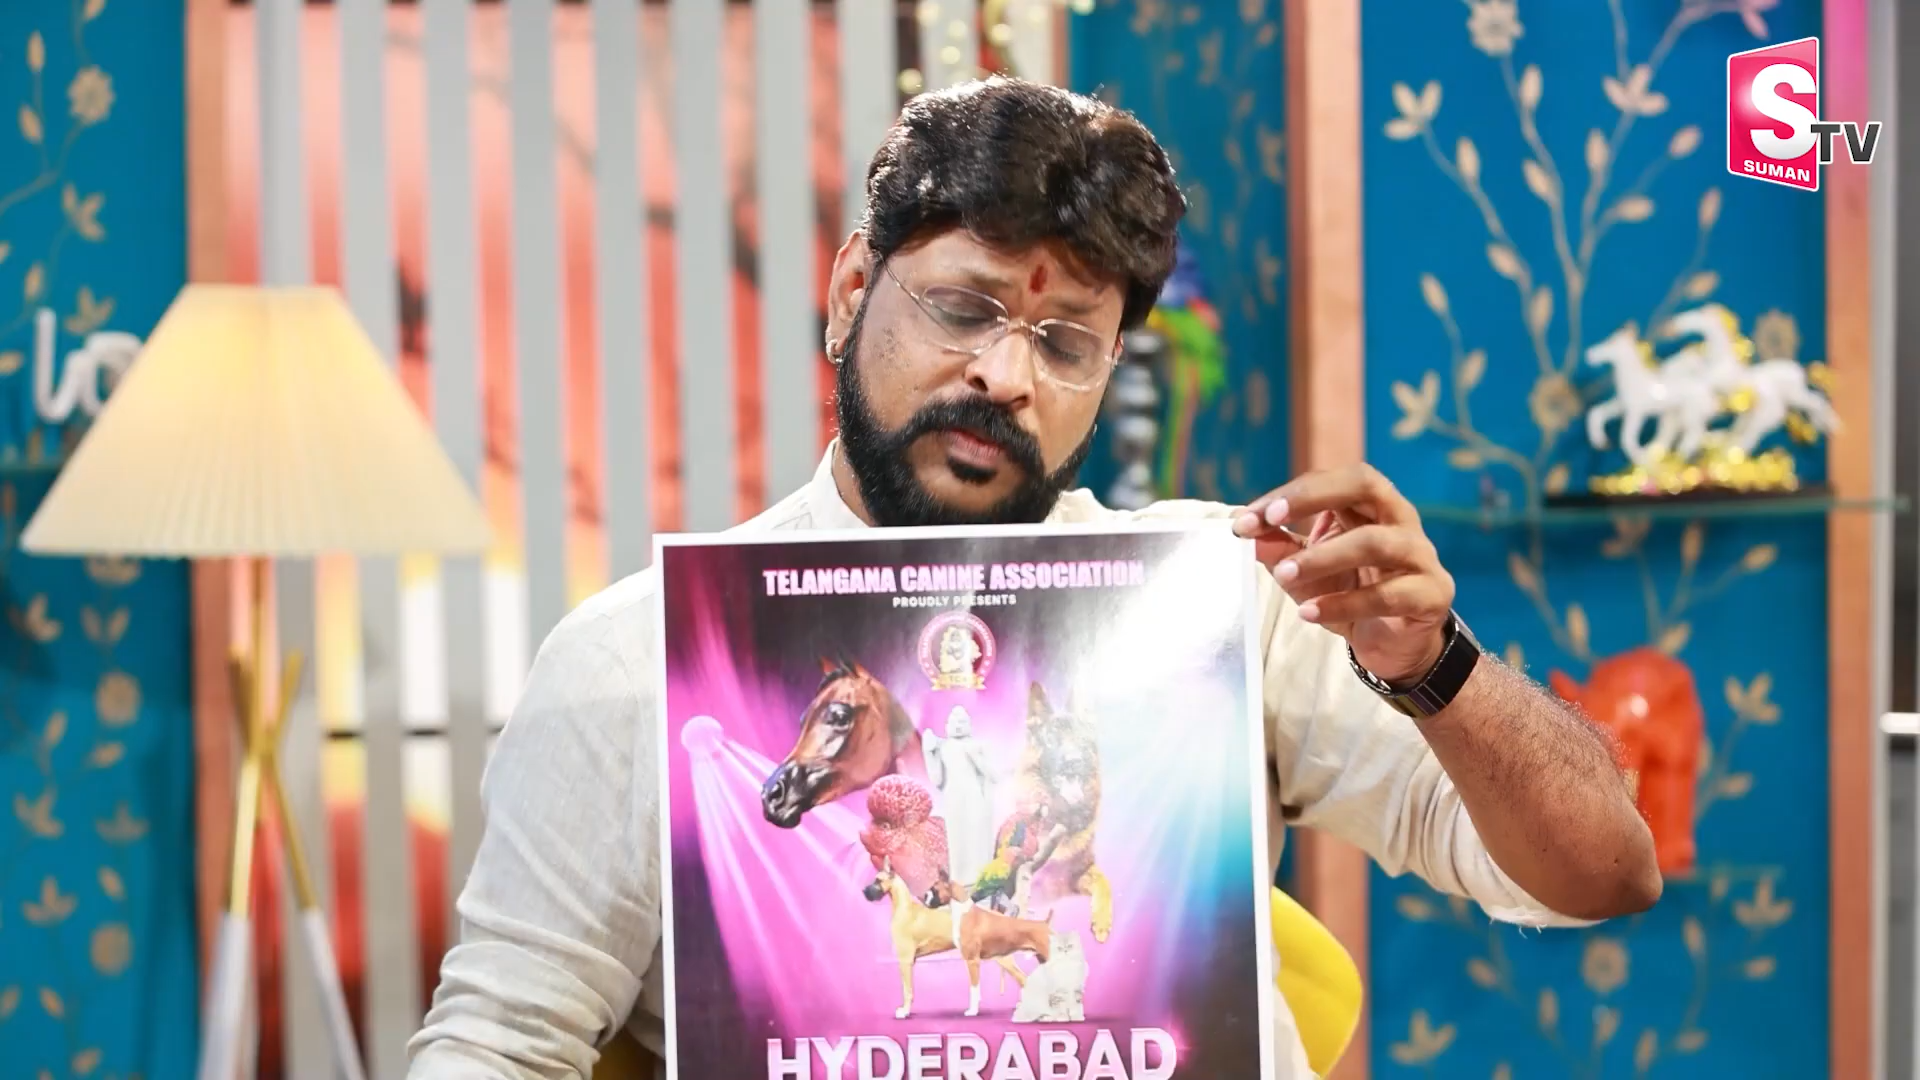 S TV
SUMAN
TELANGANA CANINE ASSOCIATION
PROUDLY PRESENTS
HYDERABAD